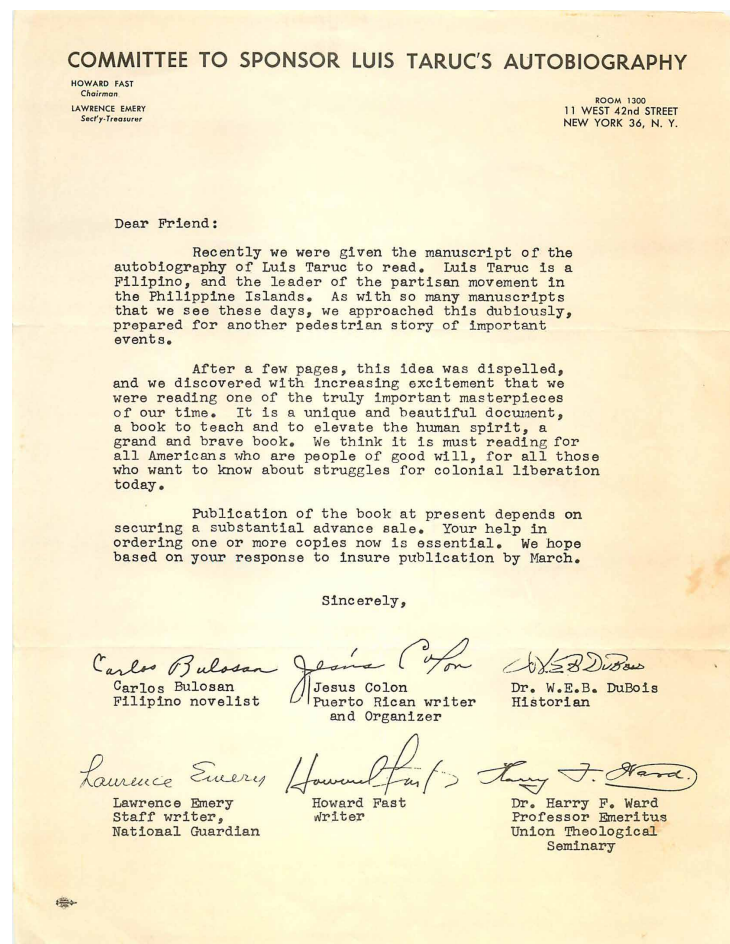 COMMITTEE TO SPONSOR LUIS TARUC'S AUTOBIOGRAPHY
HOWARD FAST
Chairman
LAWRENCE EMERY
Sect'y-Treasurer
ROOM 1300
11 WEST 42nd STREET
NEW YORK 36, N. Y.
Dear Friend:
Recently we were given the manuscript of the
autobiography of Luis Taruc to read. Luis Taruc is a
Filipino, and the leader of the partisan movement in
the Philippine Islands. As with so many manuscripts
that we see these days, we approached this dubiously,
prepared for another pedestrian story of important
events.
After a few pages, this idea was dispelled,
and we discovered with increasing excitement that we
were reading one of the truly important masterpieces
of our time. It is a unique and beautiful document,
a book to teach and to elevate the human spirit, a
grand and brave book. We think it is must reading for
all Americans who are people of good will, for all those
who want to know about struggles for colonial liberation
today.
Publication of the book at present depends on
securing a substantial advance sale. Your help in
ordering one or more copies now is essential. We hope
based on your response to insure publication by March.
Sincerely,
Carlos Bulosan Jesús Colon W.E.B. DuBois
Carlos Bulosan Jesus Colon Dr. W.E.B. DuBois
Filipino novelist Puerto Rican writer Historian
and Organizer
Lawrence Emery Howard Fast Harry F. Ward.
Lawrence Emery Howard Fast Dr. Harry F. Ward
Staff writer, Writer Professor Emeritus
National Guardian Union Theological
Seminary